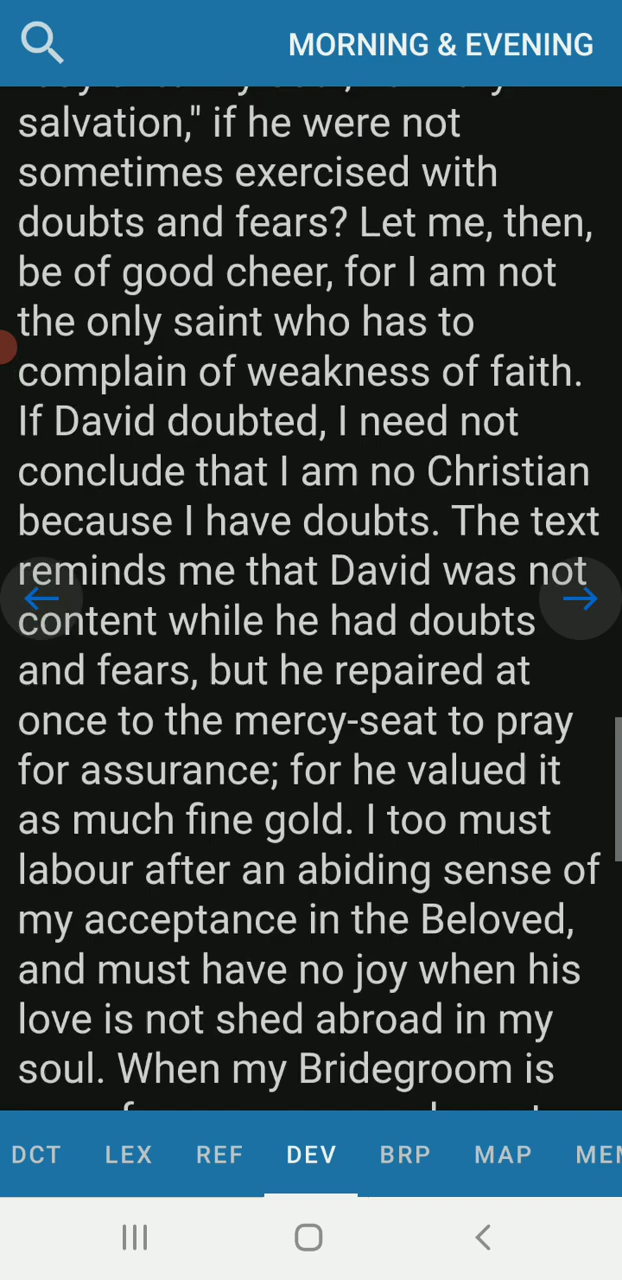 MORNING & EVENING
salvation," if he were not
sometimes exercised with
doubts and fears? Let me, then,
be of good cheer, for I am not
the only saint who has to
complain of weakness of faith.
If David doubted, I need not
conclude that I am no Christian
because I have doubts. The text
reminds me that David was not
content while he had doubts
and fears, but he repaired at
once to the mercy-seat to pray
for assurance; for he valued it
as much fine gold. I too must
labour after an abiding sense of
my acceptance in the Beloved,
and must have no joy when his
love is not shed abroad in my
soul. When my Bridegroom is
DCT LEX REF DEV BRP MAP